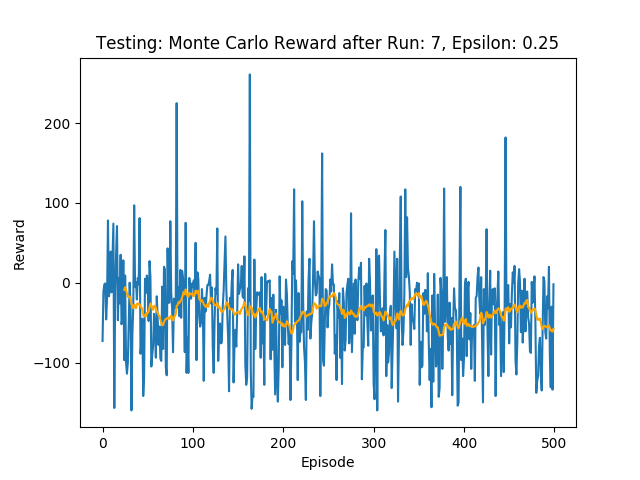 Testing: Monte Carlo Reward after Run: 7, Epsilon: 0.25
200
100
0
−100
Reward
0 100 200 300 400 500
Episode